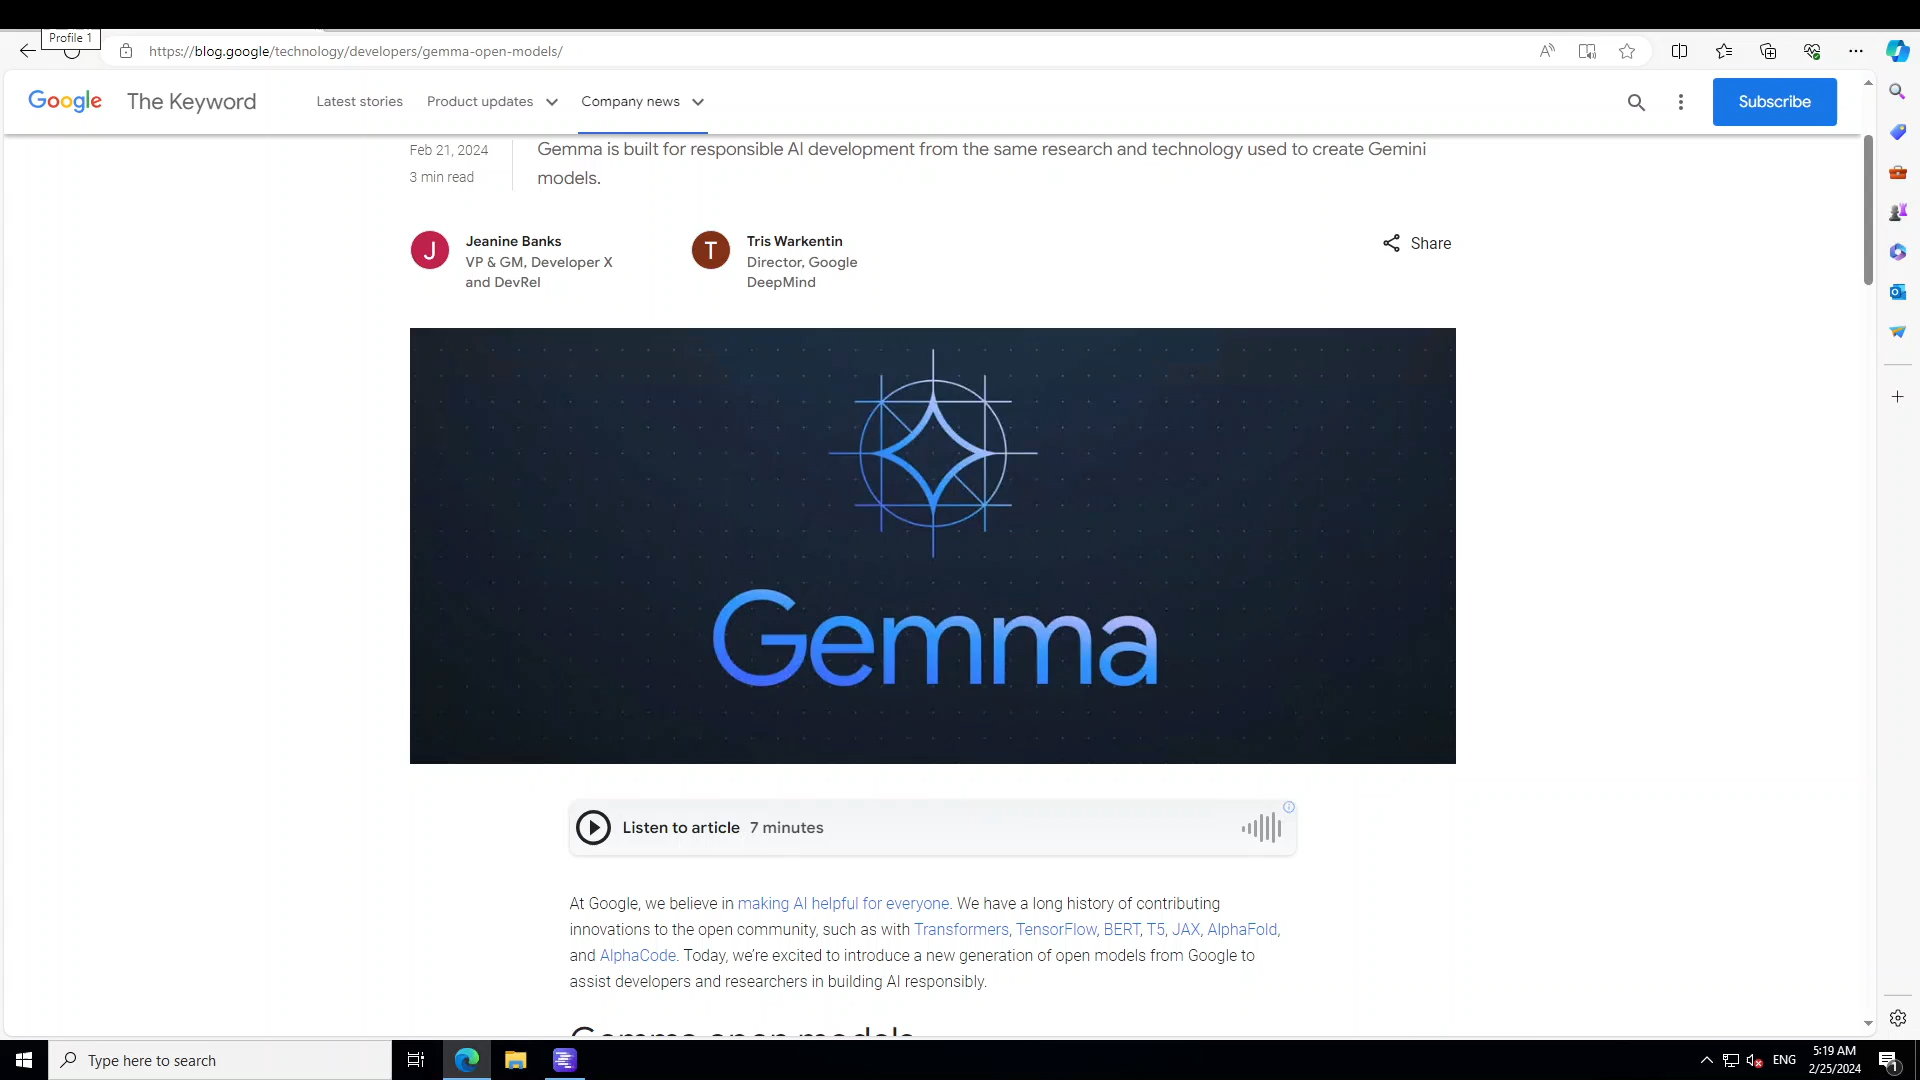 Profile 1
https://blog.google/technology/developers/gemma-open-models/
Google The Keyword Latest stories Product updates Company news Subscribe
Feb 21, 2024
3 min read
Gemma is built for responsible AI development from the same research and technology used to create Gemini
models.
Jeanine Banks
VP & GM, Developer X
and DevRel
Tris Warkentin
Director, Google
DeepMind
Share
Gemma
Listen to article 7 minutes
At Google, we believe in making AI helpful for everyone. We have a long history of contributing
innovations to the open community, such as with Transformers, TensorFlow, BERT, T5, JAX, AlphaFold,
and AlphaCode. Today, we’re excited to introduce a new generation of open models from Google to
assist developers and researchers in building AI responsibly.
Gemma open models
Type here to search
ENG
5:19 AM
2/25/2024
1